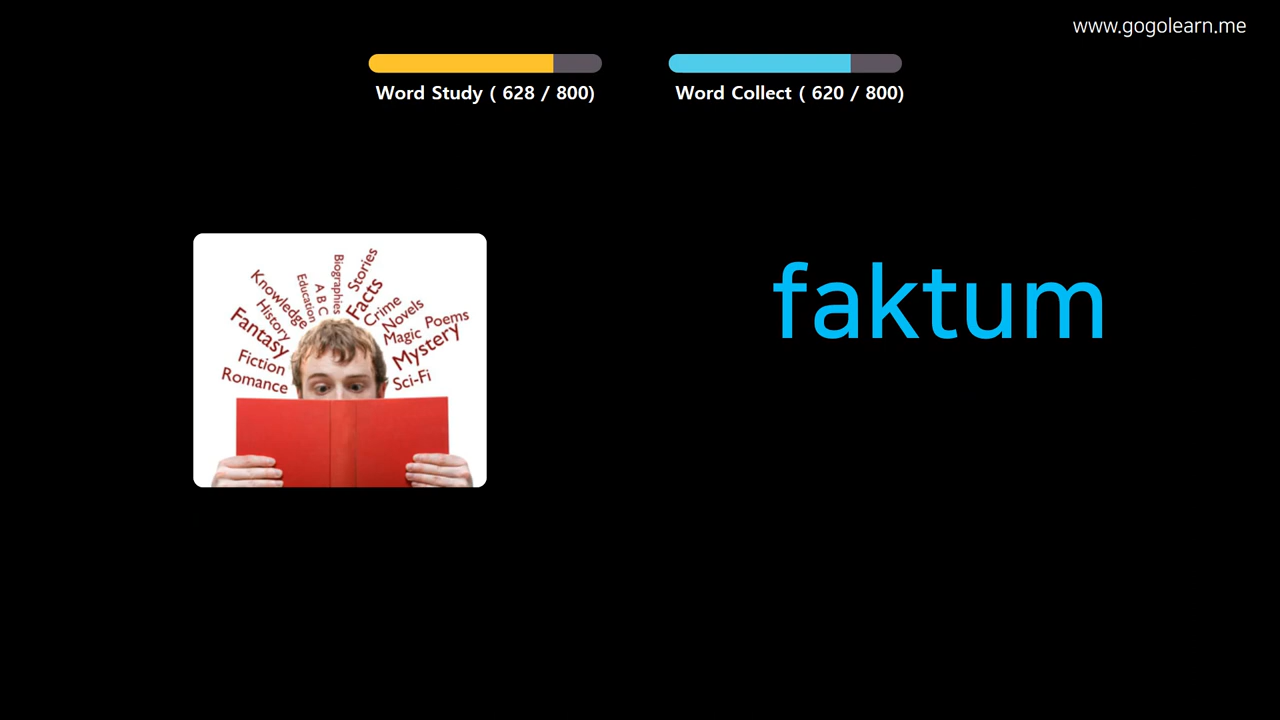 www.gogolearn.me
Word Study ( 628 / 800)
Word Collect ( 620 / 800)
faktum
Stories
Biographies
Facts
Knowledge
Education
A B C
Crime
History
Novels
Poems
Fantasy
Magic
Mystery
Fiction
Romance
Sci-Fi